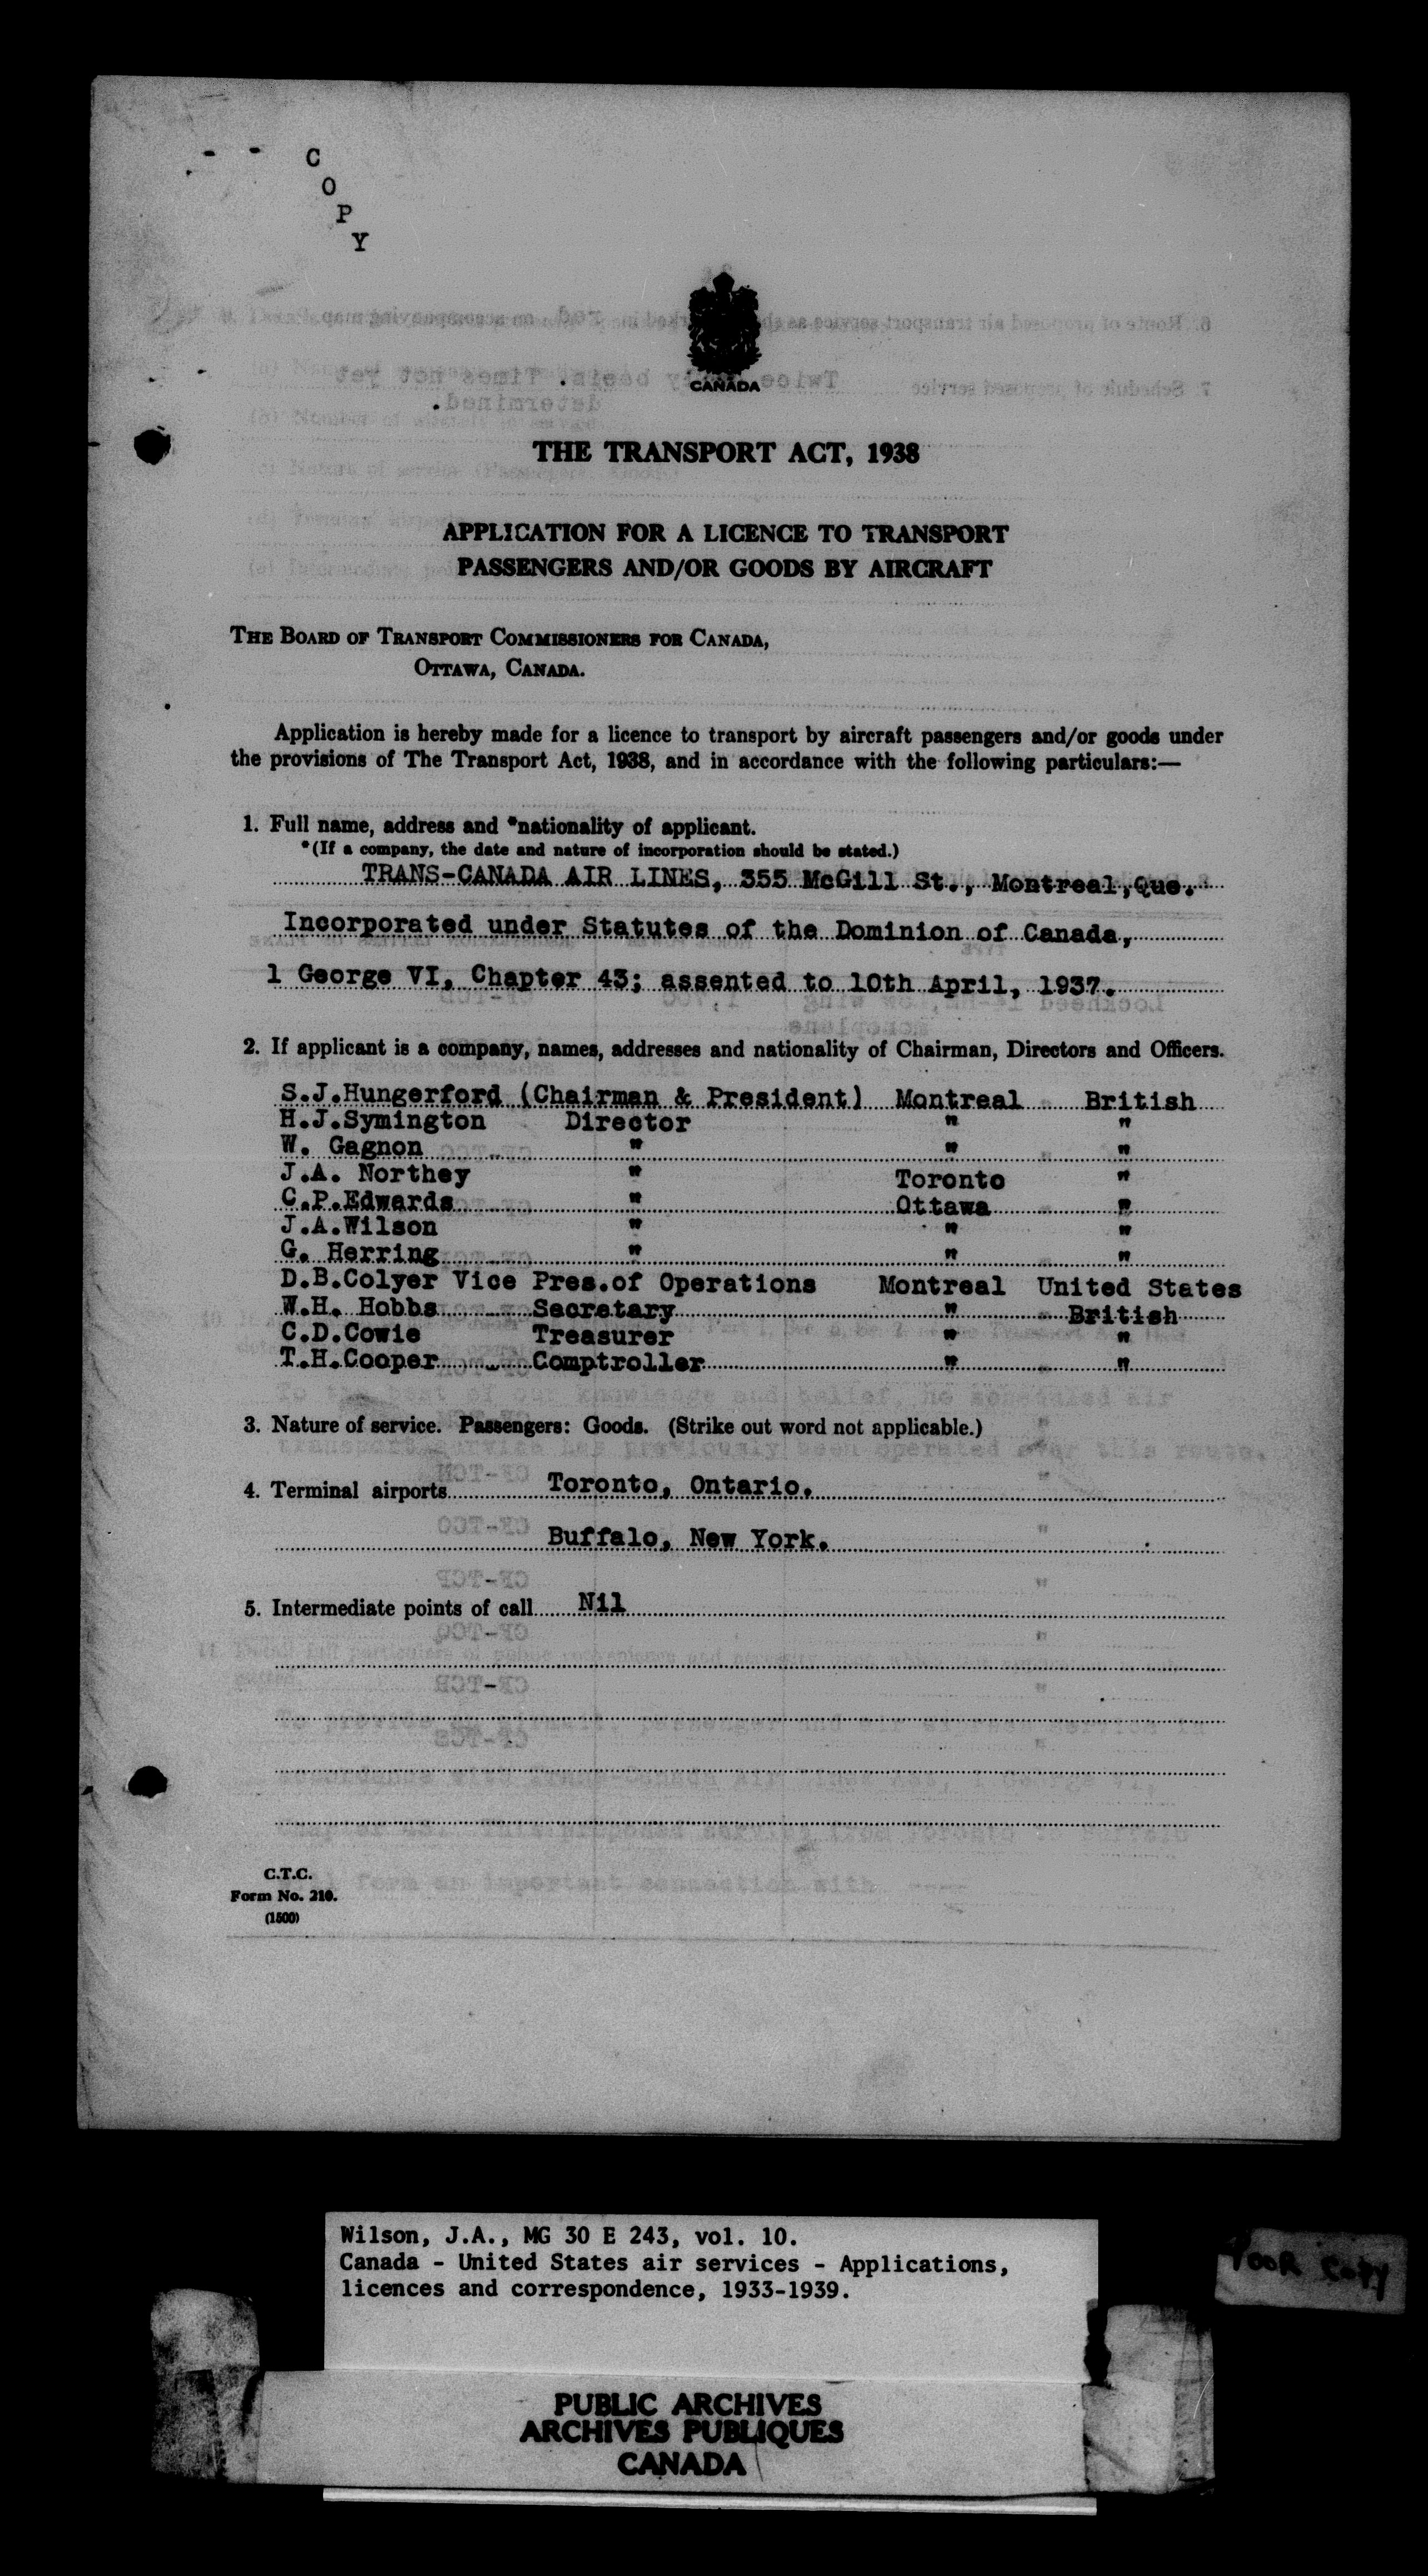 C
O
P
Y
CANADA
THE TRANSPORT ACT, 1938
APPLICATION FOR A LICENCE TO TRANSPORT
PASSENGERS AND/OR GOODS BY AIRCRAFT
THE BOARD OF TRANSPORT COMMISSIONERS FOR CANADA,
OTTAWA, CANADA.
Application is hereby made for a licence to transport by aircraft passengers and/or goods under
the provisions of The Transport Act, 1938, and in accordance with the following particulars:—
1. Full name, address and *nationality of applicant.
*(If a company, the date and nature of incorporation should be stated.)
TRANS-CANADA AIR LINES, 355 McGill St., Montreal, Que.
Incorporated under Statutes of the Dominion of Canada,
1 George VI, Chapter 43; assented to 10th April, 1937.
2. If applicant is a company, names, addresses and nationality of Chairman, Directors and Officers.
S.J.Hungerford (Chairman & President) Montreal British
H.J.Symington Director " "
W. Gagnon " " "
J.A. Northey " Toronto "
C.P.Edwards " Ottawa "
J.A.Wilson " " "
G. Herring " " "
D.B.Colyer Vice Pres.of Operations Montreal United States
W.H. Hobbs Secretary " British
C.D.Cowie Treasurer " "
T.H.Cooper Comptroller " "
3. Nature of service. Passengers: Goods. (Strike out word not applicable.)
4. Terminal airports Toronto, Ontario.
Buffalo, New York.
5. Intermediate points of call Nil
C.T.C.
Form No. 210.
(1500)
Wilson, J.A., MG 30 E 243, vol. 10.
Canada - United States air services - Applications,
licences and correspondence, 1933-1939.
POOR COPY
PUBLIC ARCHIVES
ARCHIVES PUBLIQUES
CANADA